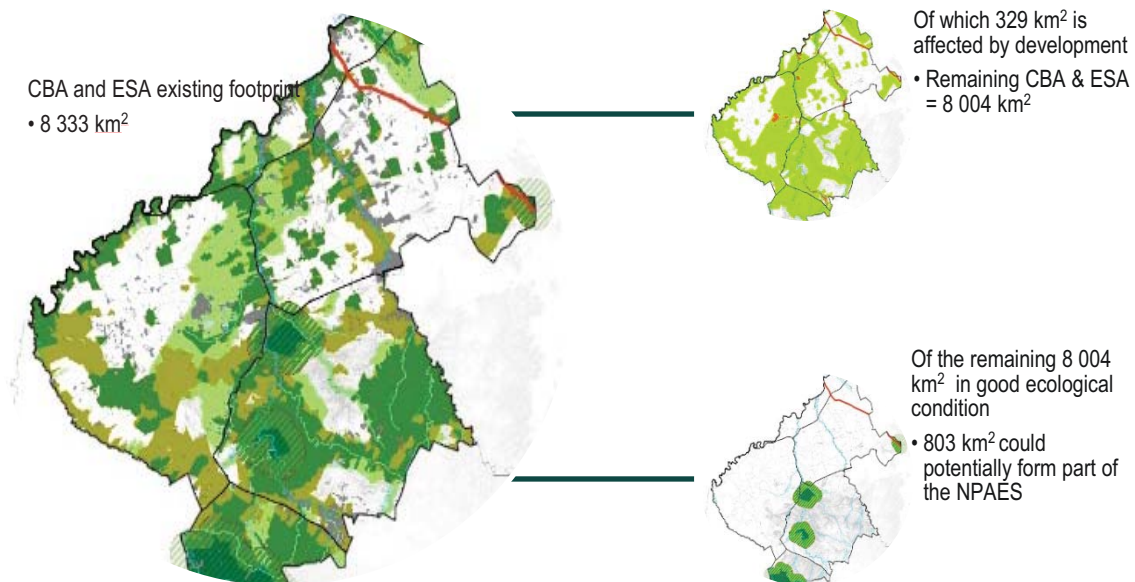 CBA and ESA existing footprint
• 8 333 km²
Of which 329 km² is
affected by development
• Remaining CBA & ESA
= 8 004 km²
Of the remaining 8 004
km² in good ecological
condition
• 803 km² could
potentially form part of
the NPAES